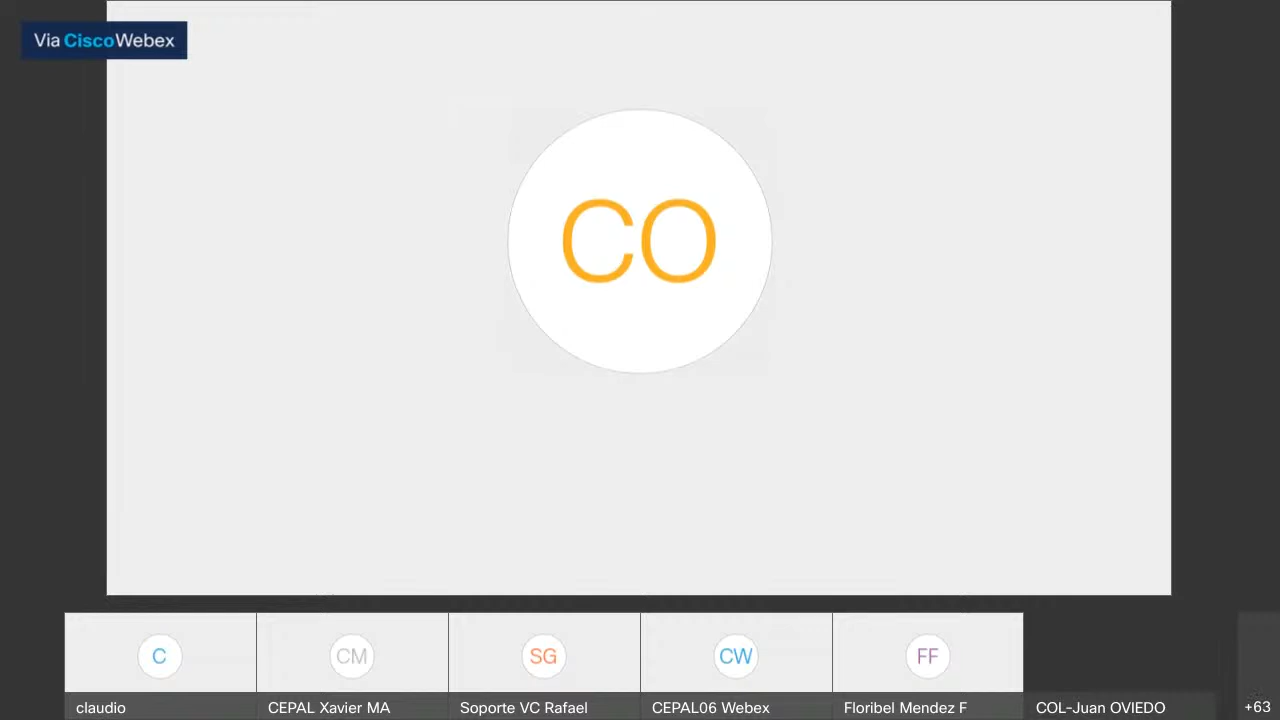 Via CiscoWebex
CO
C
CM
SG
CW
FF
claudio
CEPAL Xavier MA
Soporte VC Rafael
CEPAL06 Webex
Floribel Mendez F
COL-Juan OVIEDO
+63